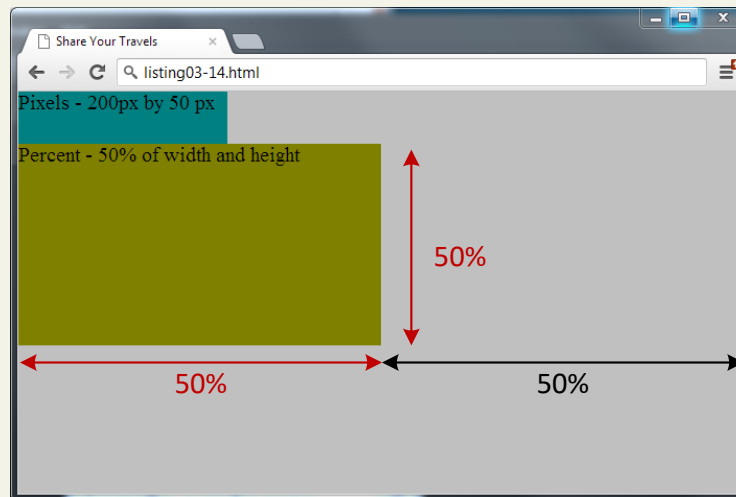 Share Your Travels
listing03-14.html
Pixels - 200px by 50 px
Percent - 50% of width and height
50%
50%
50%